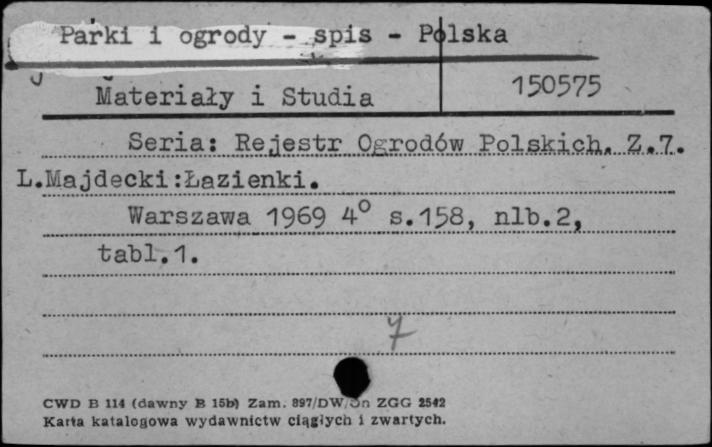 Parki i ogrody - spis - Polska
Materiały i Studia
150575
Seria: Rejestr Ogrodów Polskich. Z.7.
L.Majdecki:Łazienki.
Warszawa 1969 4° s.158, nlb.2,
tabl.1.
7
CWD B 114 (dawny B 15b) Zam. 897/DW/Sn ZGG 2542
Karta katalogowa wydawnictw ciągłych i zwartych.